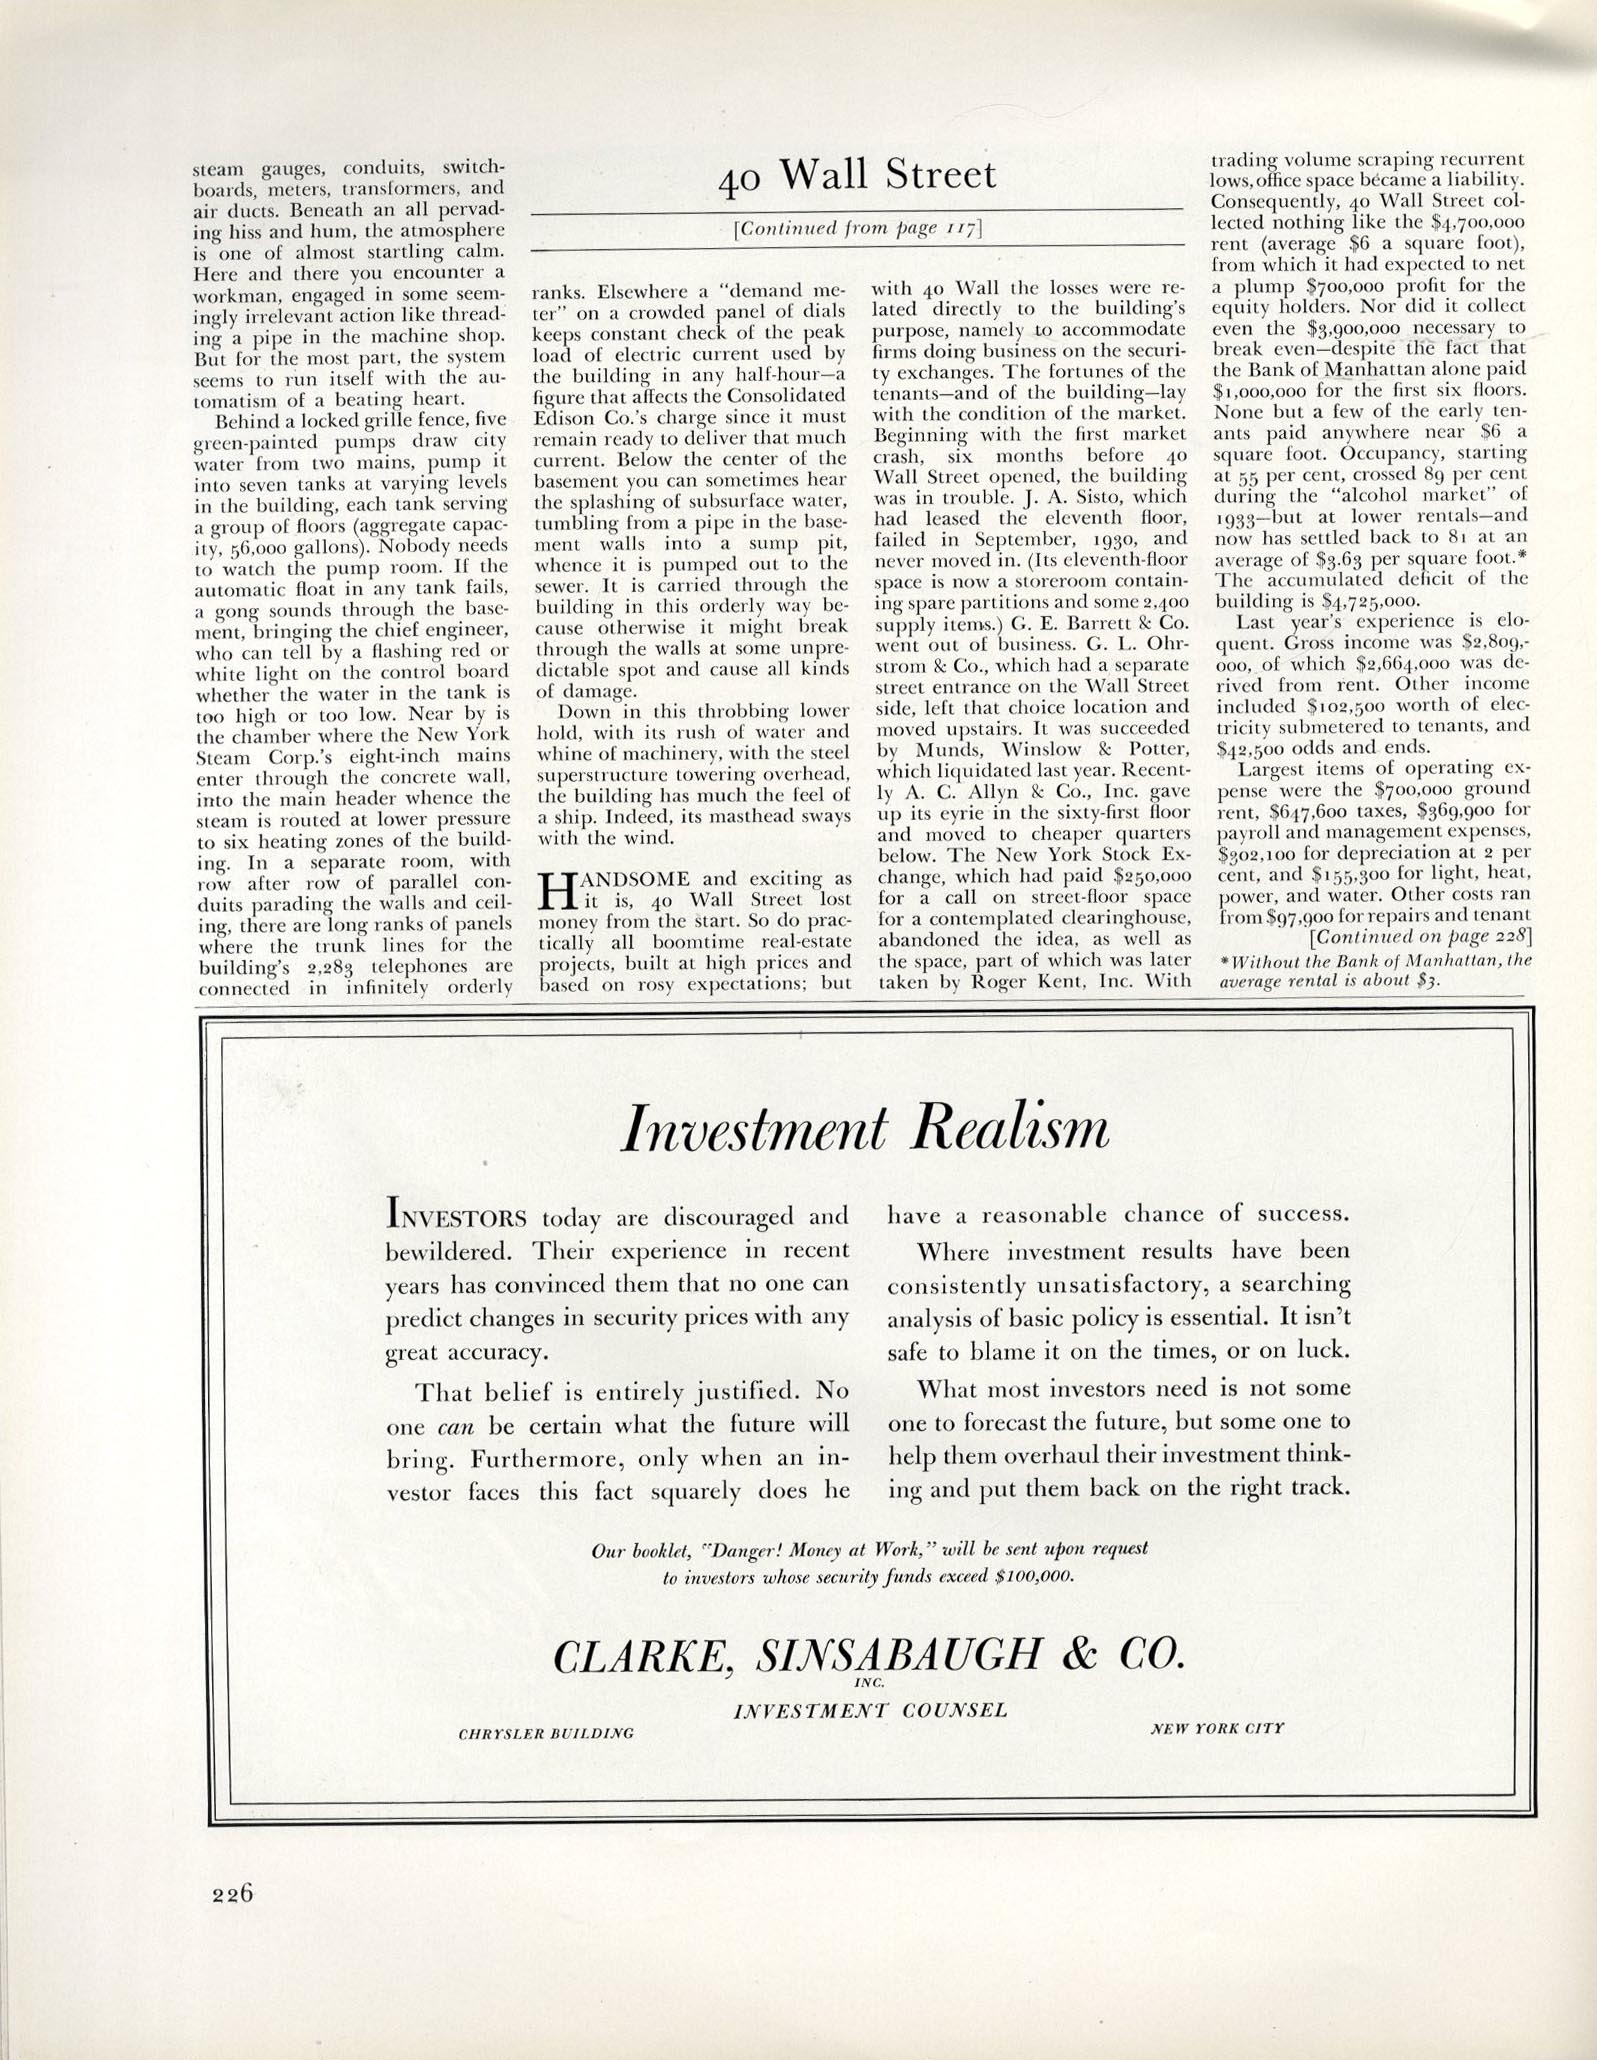 steam gauges, conduits, switch-
boards, meters, transformers, and
air ducts. Beneath an all pervad-
ing hiss and hum, the atmosphere
is one of almost startling calm.
Here and there you encounter a
workman, engaged in some seem-
ingly irrelevant action like thread-
ing a pipe in the machine shop.
But for the most part, the system
seems to run itself with the au-
tomatism of a beating heart.
Behind a locked grille fence, five
green-painted pumps draw city
water from two mains, pump it
into seven tanks at varying levels
in the building, each tank serving
a group of floors (aggregate capac-
ity, 56,000 gallons). Nobody needs
to watch the pump room. If the
automatic float in any tank fails,
a gong sounds through the base-
ment, bringing the chief engineer,
who can tell by a flashing red or
white light on the control board
whether the water in the tank is
too high or too low. Near by is
the chamber where the New York
Steam Corp.'s eight-inch mains
enter through the concrete wall,
into the main header whence the
steam is routed at lower pressure
to six heating zones of the build-
ing. In a separate room, with
row after row of parallel con-
duits parading the walls and ceil-
ing, there are long ranks of panels
where the trunk lines for the
building's 2,283 telephones are
connected in infinitely orderly
40 Wall Street
[Continued from page 117]
ranks. Elsewhere a "demand me-
ter" on a crowded panel of dials
keeps constant check of the peak
load of electric current used by
the building in any half-hour—a
figure that affects the Consolidated
Edison Co.'s charge since it must
remain ready to deliver that much
current. Below the center of the
basement you can sometimes hear
the splashing of subsurface water,
tumbling from a pipe in the base-
ment walls into a sump pit,
whence it is pumped out to the
sewer. It is carried through the
building in this orderly way be-
cause otherwise it might break
through the walls at some unpre-
dictable spot and cause all kinds
of damage.
Down in this throbbing lower
hold, with its rush of water and
whine of machinery, with the steel
superstructure towering overhead,
the building has much the feel of
a ship. Indeed, its masthead sways
with the wind.
HANDSOME and exciting as
it is, 40 Wall Street lost
money from the start. So do prac-
tically all boomtime real-estate
projects, built at high prices and
based on rosy expectations; but
with 40 Wall the losses were re-
lated directly to the building's
purpose, namely to accommodate
firms doing business on the securi-
ty exchanges. The fortunes of the
tenants—and of the building—lay
with the condition of the market.
Beginning with the first market
crash, six months before 40
Wall Street opened, the building
was in trouble. J. A. Sisto, which
had leased the eleventh floor,
failed in September, 1930, and
never moved in. (Its eleventh-floor
space is now a storeroom contain-
ing spare partitions and some 2,400
supply items.) G. E. Barrett & Co.
went out of business. G. L. Ohr-
strom & Co., which had a separate
street entrance on the Wall Street
side, left that choice location and
moved upstairs. It was succeeded
by Munds, Winslow & Potter,
which liquidated last year. Recent-
ly A. C. Allyn & Co., Inc. gave
up its eyrie in the sixty-first floor
and moved to cheaper quarters
below. The New York Stock Ex-
change, which had paid $250,000
for a call on street-floor space
for a contemplated clearinghouse,
abandoned the idea, as well as
the space, part of which was later
taken by Roger Kent, Inc. With
trading volume scraping recurrent
lows, office space became a liability.
Consequently, 40 Wall Street col-
lected nothing like the $4,700,000
rent (average $6 a square foot),
from which it had expected to net
a plump $700,000 profit for the
equity holders. Nor did it collect
even the $3,900,000 necessary to
break even—despite the fact that
the Bank of Manhattan alone paid
$1,000,000 for the first six floors.
None but a few of the early ten-
ants paid anywhere near $6 a
square foot. Occupancy, starting
at 55 per cent, crossed 89 per cent
during the "alcohol market" of
1933—but at lower rentals—and
now has settled back to 81 at an
average of $3.63 per square foot.*
The accumulated deficit of the
building is $4,725,000.
Last year's experience is elo-
quent. Gross income was $2,809,-
000, of which $2,664,000 was de-
rived from rent. Other income
included $102,500 worth of elec-
tricity submetered to tenants, and
$42,500 odds and ends.
Largest items of operating ex-
pense were the $700,000 ground
rent, $647,600 taxes, $369,900 for
payroll and management expenses,
$302,100 for depreciation at 2 per
cent, and $155,300 for light, heat,
power, and water. Other costs ran
from $97,900 for repairs and tenant
[Continued on page 228]
*Without the Bank of Manhattan, the
average rental is about $3.
Investment Realism
INVESTORS today are discouraged and
bewildered. Their experience in recent
years has convinced them that no one can
predict changes in security prices with any
great accuracy.
That belief is entirely justified. No
one can be certain what the future will
bring. Furthermore, only when an in-
vestor faces this fact squarely does he
have a reasonable chance of success.
Where investment results have been
consistently unsatisfactory, a searching
analysis of basic policy is essential. It isn't
safe to blame it on the times, or on luck.
What most investors need is not some
one to forecast the future, but some one to
help them overhaul their investment think-
ing and put them back on the right track.
Our booklet, "Danger! Money at Work," will be sent upon request
to investors whose security funds exceed $100,000.
CLARKE, SINSABAUGH & CO.
INC.
INVESTMENT COUNSEL
CHRYSLER BUILDING NEW YORK CITY
226